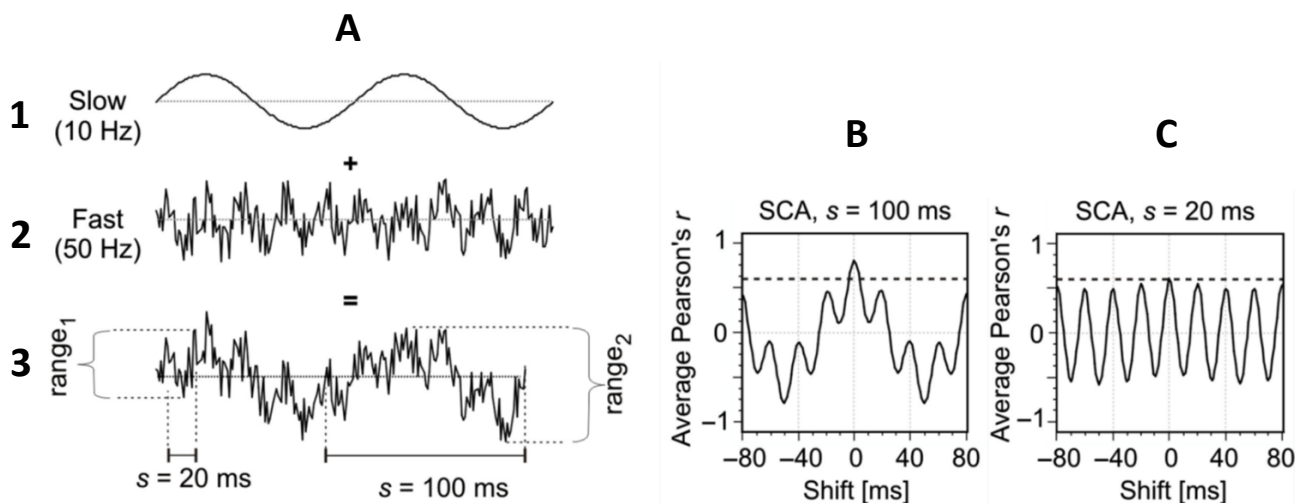 A
1
Slow
(10 Hz)
+
2
Fast
(50 Hz)
=
3
range1
range2
s = 20 ms
s = 100 ms
B
SCA, s = 100 ms
Average Pearson's r
1
0
−1
−80 −40 0 40 80
Shift [ms]
C
SCA, s = 20 ms
Average Pearson's r
1
0
−1
−80 −40 0 40 80
Shift [ms]